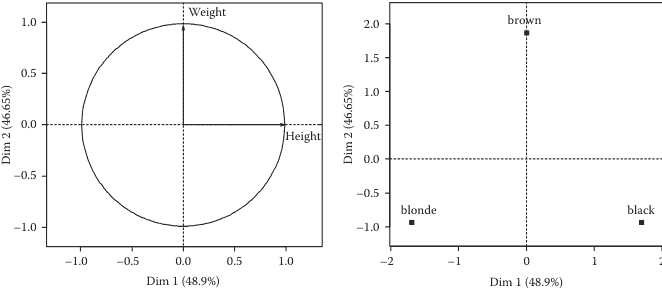 Weight
1.0
0.5
0.0
−0.5
−1.0
Height
−1.0 −0.5 0.0 0.5 1.0
Dim 1 (48.9%)
Dim 2 (46.65%)
brown
2.0
1.5
1.0
0.5
0.0
−0.5
−1.0
blonde
black
−2 −1 0 1 2
Dim 1 (48.9%)
Dim 2 (46.65%)